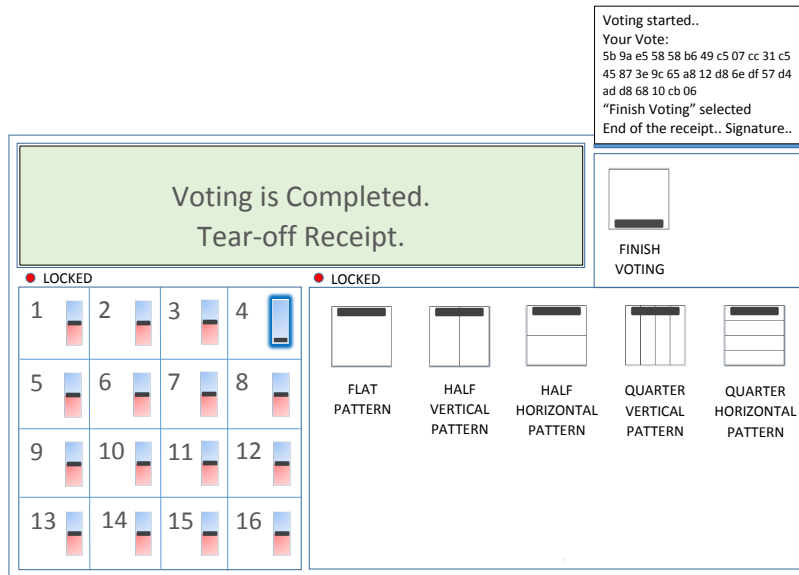 Voting started..
Your Vote:
5b 9a e5 58 58 b6 49 c5 07 cc 31 c5
45 87 3e 9c 65 a8 12 d8 6e df 57 d4
ad d8 68 10 cb 06
“Finish Voting” selected
End of the receipt.. Signature..
Voting is Completed.
Tear-off Receipt.
FINISH
VOTING
LOCKED
LOCKED
1 2 3 4
5 6 7 8
9 10 11 12
13 14 15 16
FLAT
PATTERN
HALF
VERTICAL
PATTERN
HALF
HORIZONTAL
PATTERN
QUARTER
VERTICAL
PATTERN
QUARTER
HORIZONTAL
PATTERN